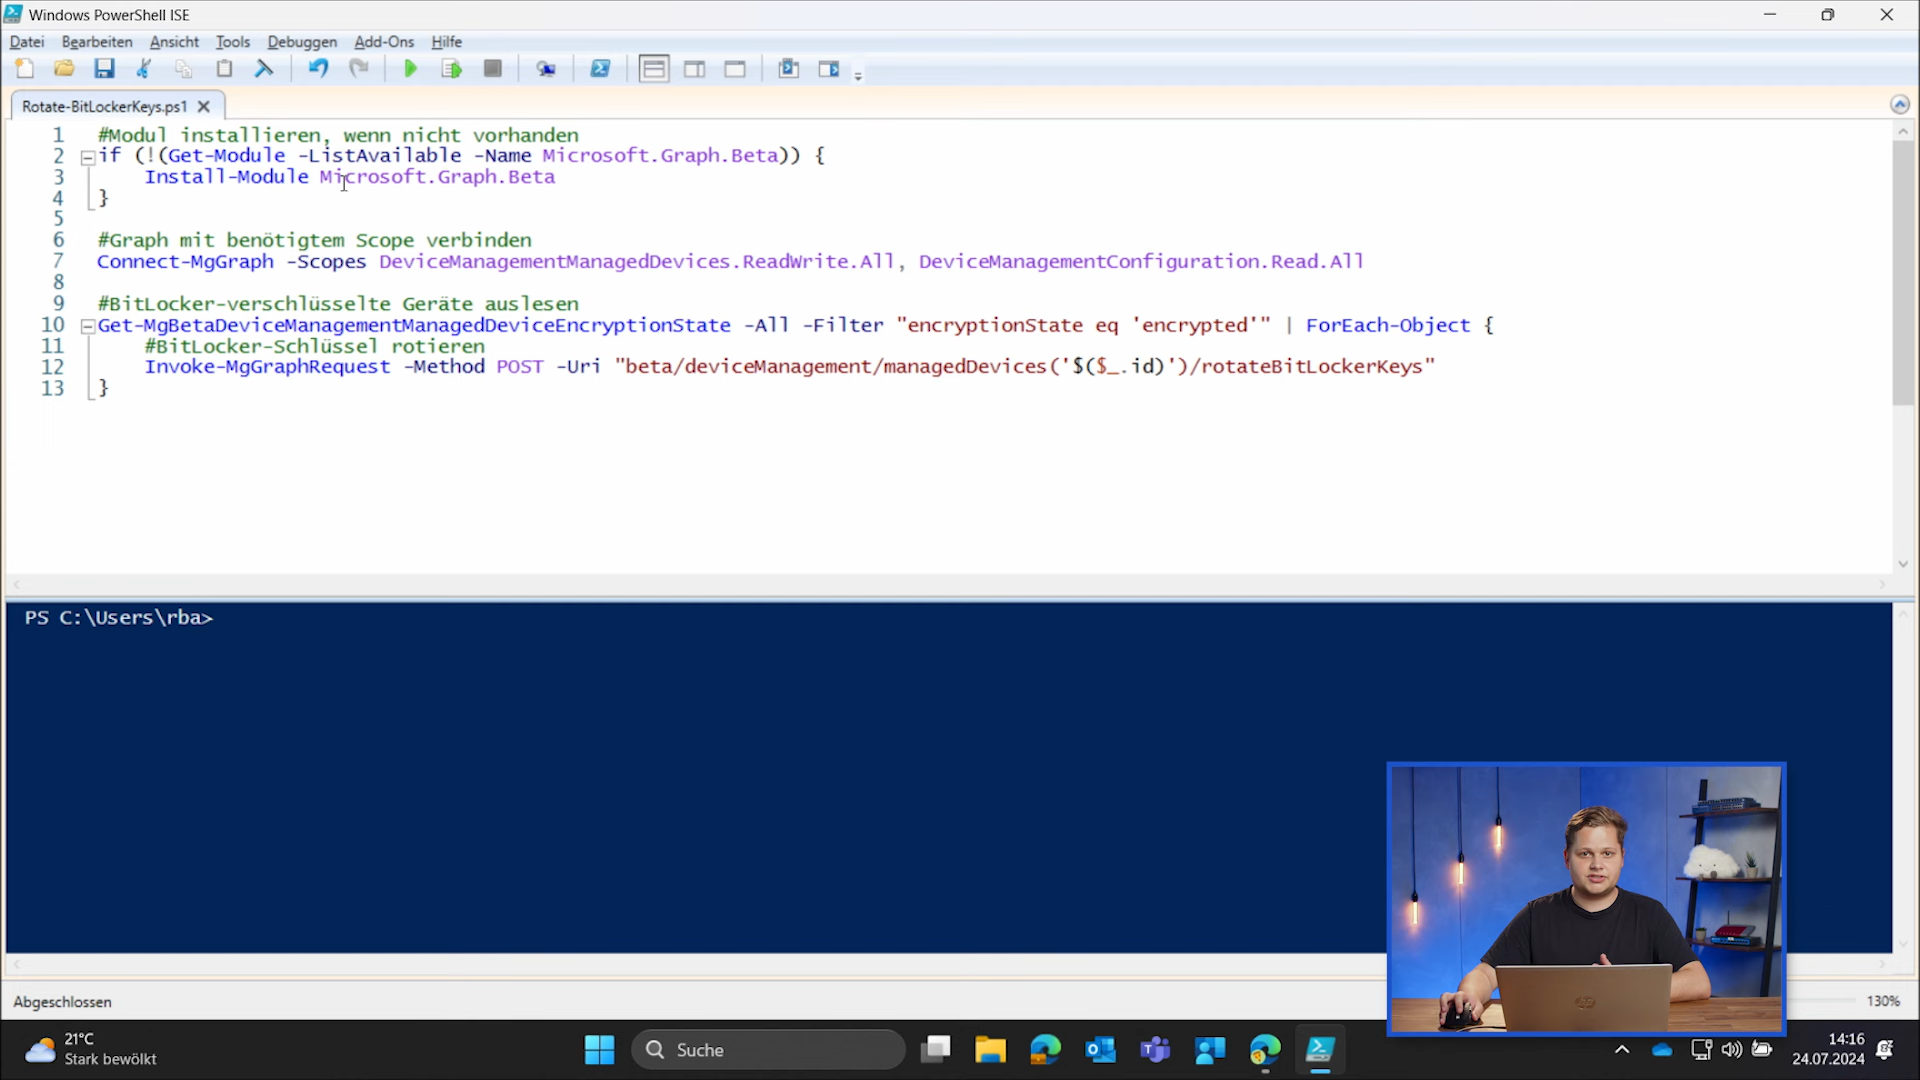 Windows PowerShell ISE
Datei Bearbeiten Ansicht Tools Debuggen Add-Ons Hilfe
Rotate-BitLockerKeys.ps1
1 #Modul installieren, wenn nicht vorhanden
2 if (!(Get-Module -ListAvailable -Name Microsoft.Graph.Beta)) {
3 Install-Module Microsoft.Graph.Beta
4 }
5
6 #Graph mit benötigtem Scope verbinden
7 Connect-MgGraph -Scopes DeviceManagementManagedDevices.ReadWrite.All, DeviceManagementConfiguration.Read.All
8
9 #BitLocker-verschlüsselte Geräte auslesen
10 Get-MgBetaDeviceManagementManagedDeviceEncryptionState -All -Filter "encryptionState eq 'encrypted'" | ForEach-Object {
11 #BitLocker-Schlüssel rotieren
12 Invoke-MgGraphRequest -Method POST -Uri "beta/deviceManagement/managedDevices('$($_.id)')/rotateBitLockerKeys"
13 }
PS C:\Users\rba>
Abgeschlossen
130%
21°C
Stark bewölkt
Suche
14:16
24.07.2024